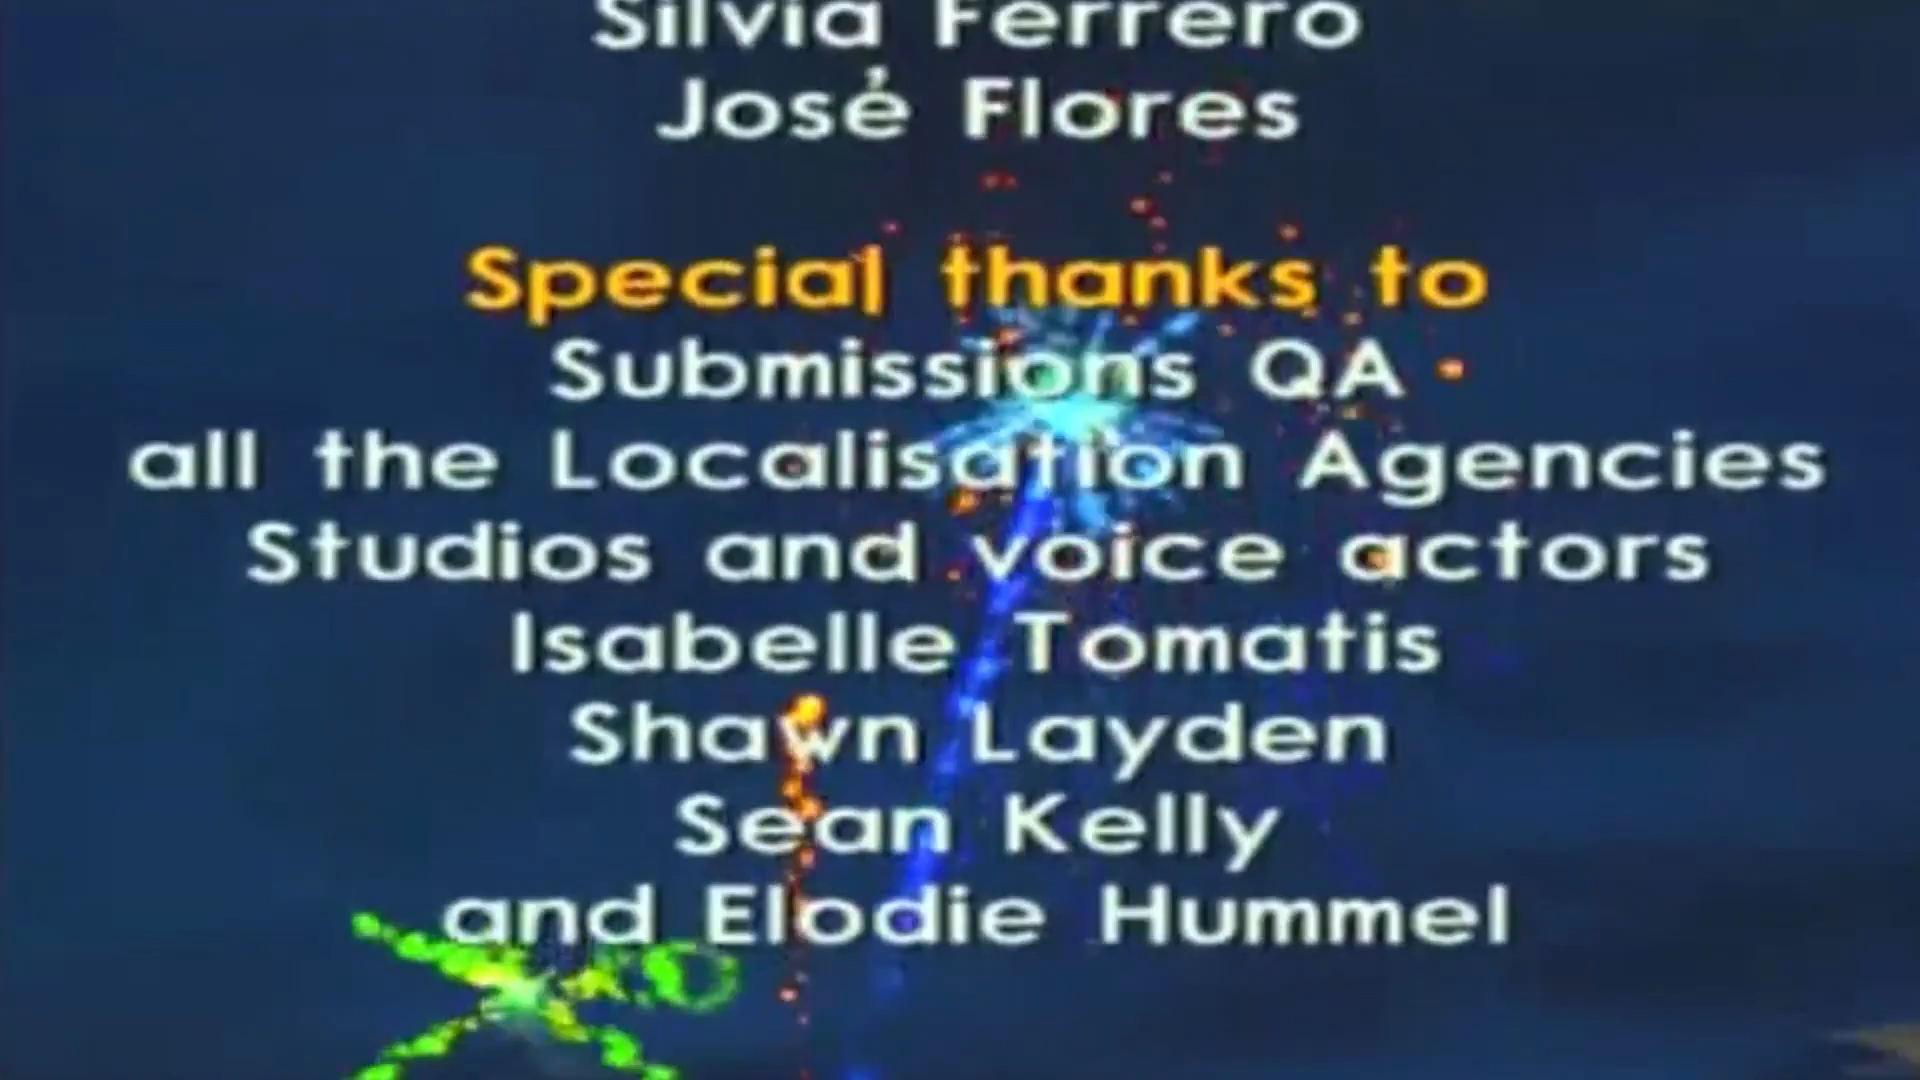 Silvia Ferrero
José Flores
Special thanks to
Submissions QA
all the Localisation Agencies
Studios and voice actors
Isabelle Tomatis
Shawn Layden
Sean Kelly
and Elodie Hummel